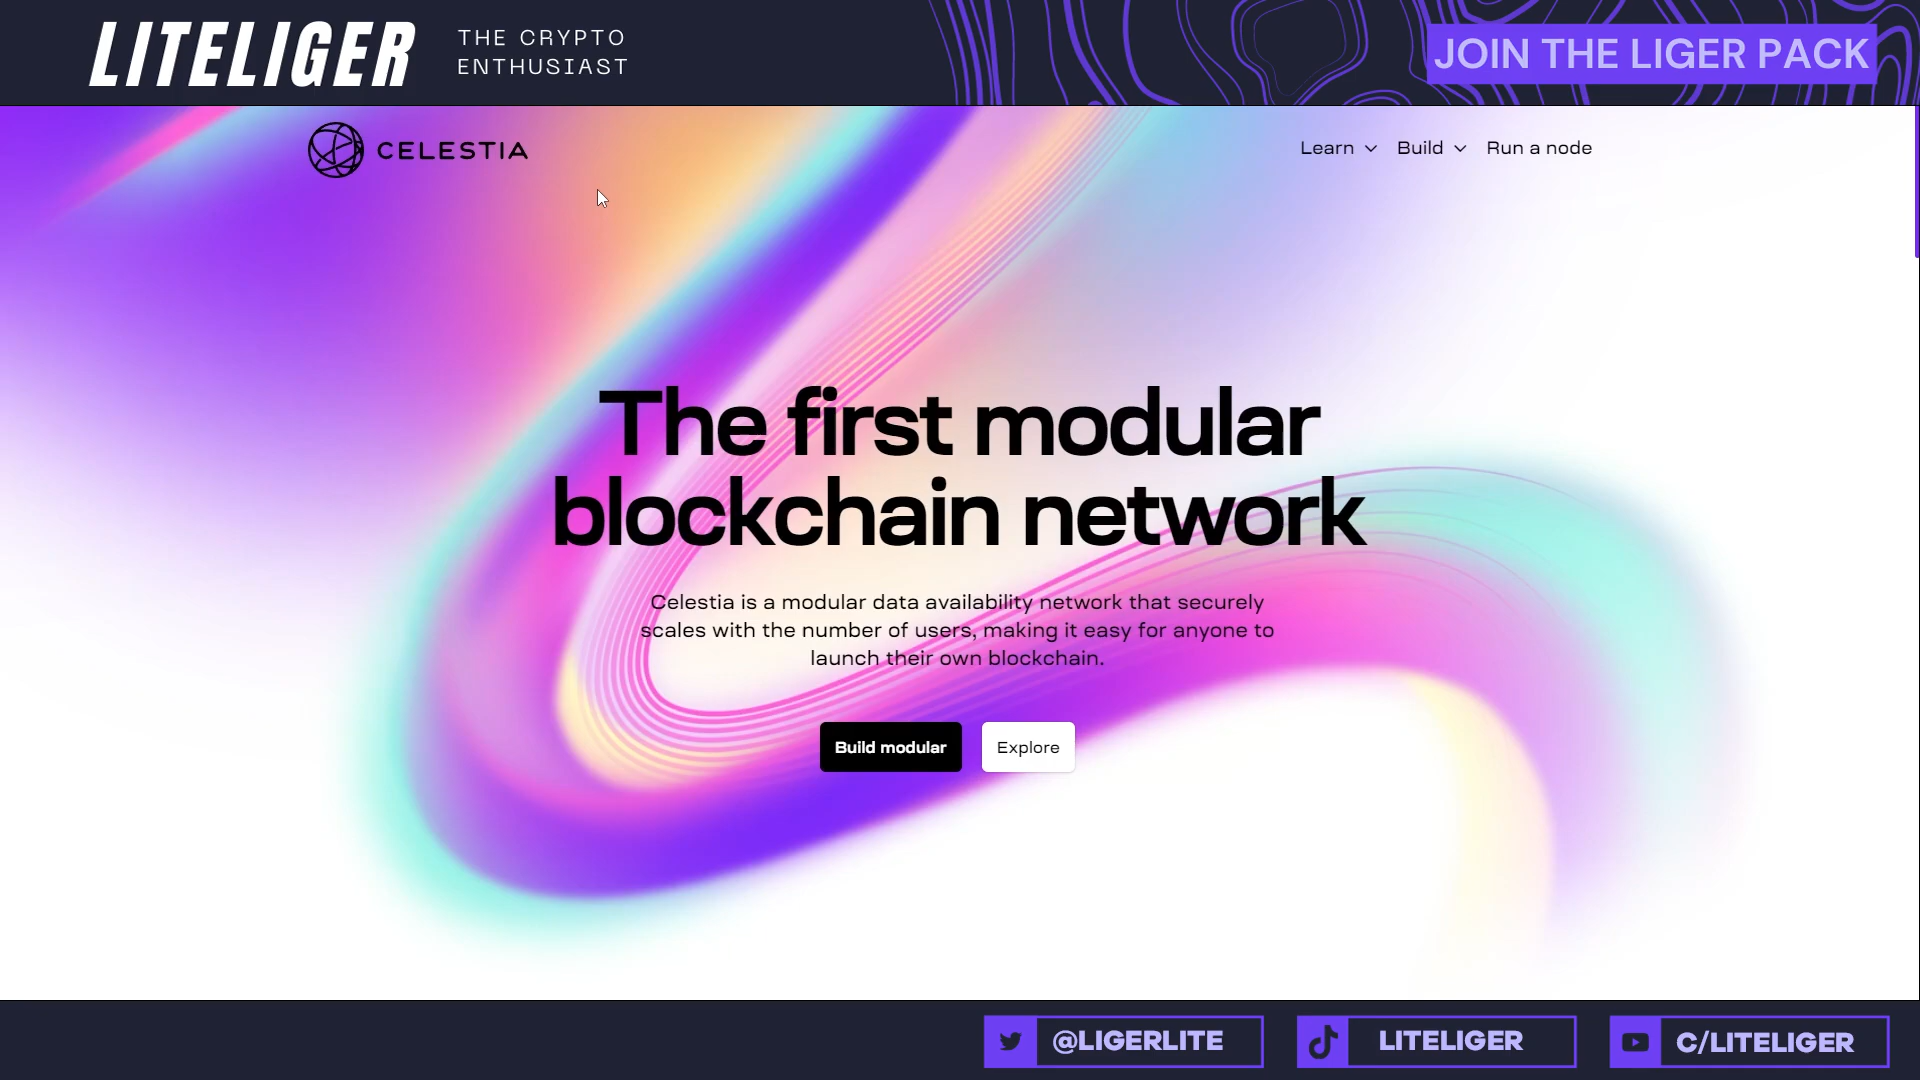 LITELIGER
THE CRYPTO
ENTHUSIAST
JOIN THE LIGER PACK
CELESTIA
Learn
Build
Run a node
The first modular
blockchain network
Celestia is a modular data availability network that securely
scales with the number of users, making it easy for anyone to
launch their own blockchain.
Build modular
Explore
@LIGERLITE
LITELIGER
C/LITELIGER